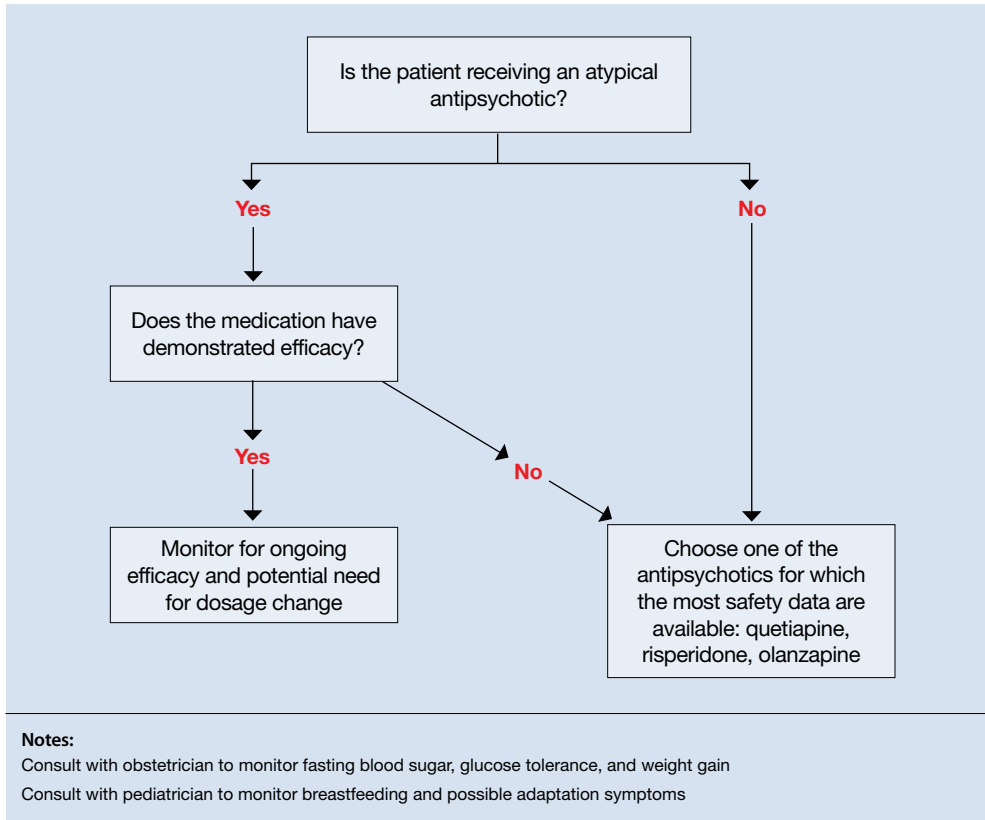 Is the patient receiving an atypical
antipsychotic?
Yes
No
Does the medication have
demonstrated efficacy?
Yes
No
Monitor for ongoing
efficacy and potential need
for dosage change
Choose one of the
antipsychotics for which
the most safety data are
available: quetiapine,
risperidone, olanzapine
Notes:
Consult with obstetrician to monitor fasting blood sugar, glucose tolerance, and weight gain
Consult with pediatrician to monitor breastfeeding and possible adaptation symptoms